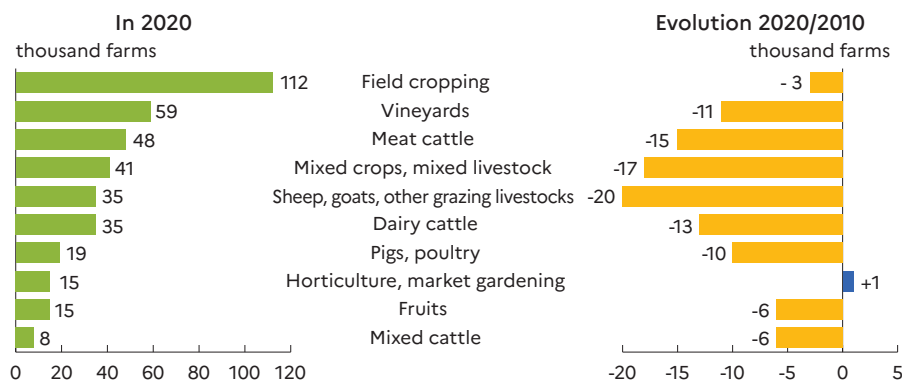 In 2020 Evolution 2020/2010
thousand farms thousand farms
112 Field cropping - 3
59 Vineyards -11
48 Meat cattle -15
41 Mixed crops, mixed livestock -17
35 Sheep, goats, other grazing livestocks -20
35 Dairy cattle -13
19 Pigs, poultry -10
15 Horticulture, market gardening +1
15 Fruits -6
8 Mixed cattle -6
0 20 40 60 80 100 120 -20 -15 -10 -5 0 5